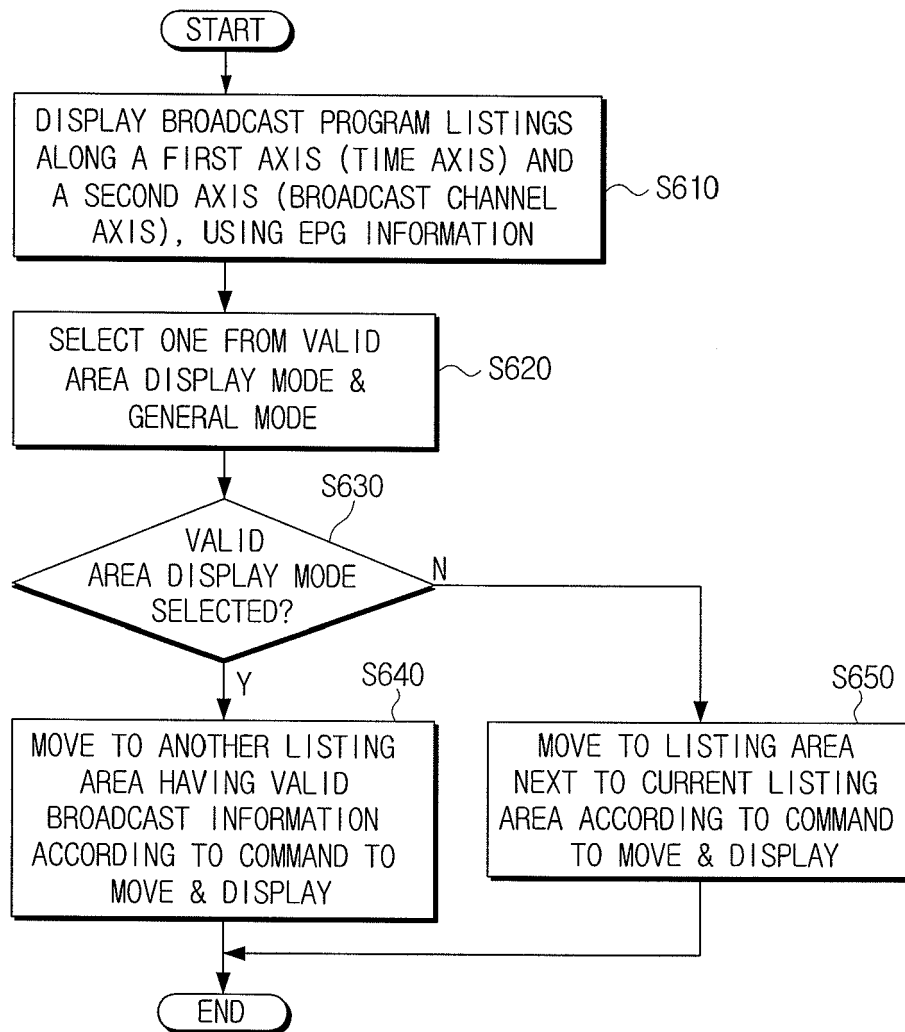 START
DISPLAY BROADCAST PROGRAM LISTINGS
ALONG A FIRST AXIS (TIME AXIS) AND
A SECOND AXIS (BROADCAST CHANNEL
AXIS), USING EPG INFORMATION
S610
SELECT ONE FROM VALID
AREA DISPLAY MODE &
GENERAL MODE
S620
S630
VALID
AREA DISPLAY MODE
SELECTED?
N
Y
S640
MOVE TO ANOTHER LISTING
AREA HAVING VALID
BROADCAST INFORMATION
ACCORDING TO COMMAND TO
MOVE & DISPLAY
S650
MOVE TO LISTING AREA
NEXT TO CURRENT LISTING
AREA ACCORDING TO COMMAND
TO MOVE & DISPLAY
END